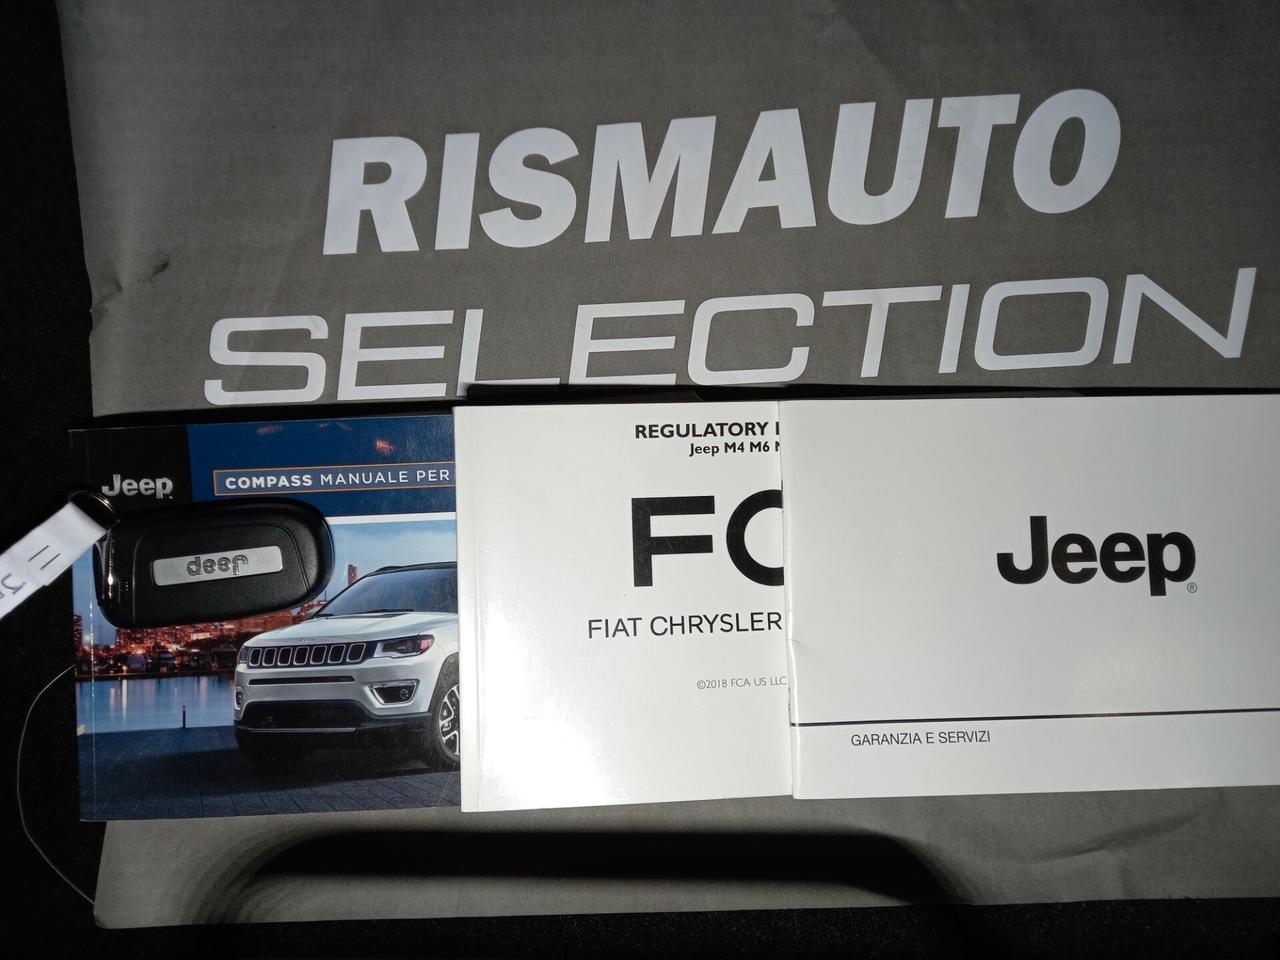 RISMAUTO
SELECTION
Jeep
COMPASS MANUALE PER
Jeep
11
REGULATORY
Jeep M4 M6
FC
FIAT CHRYSLER
©2018 FCA US LLC
Jeep®
GARANZIA E SERVIZI